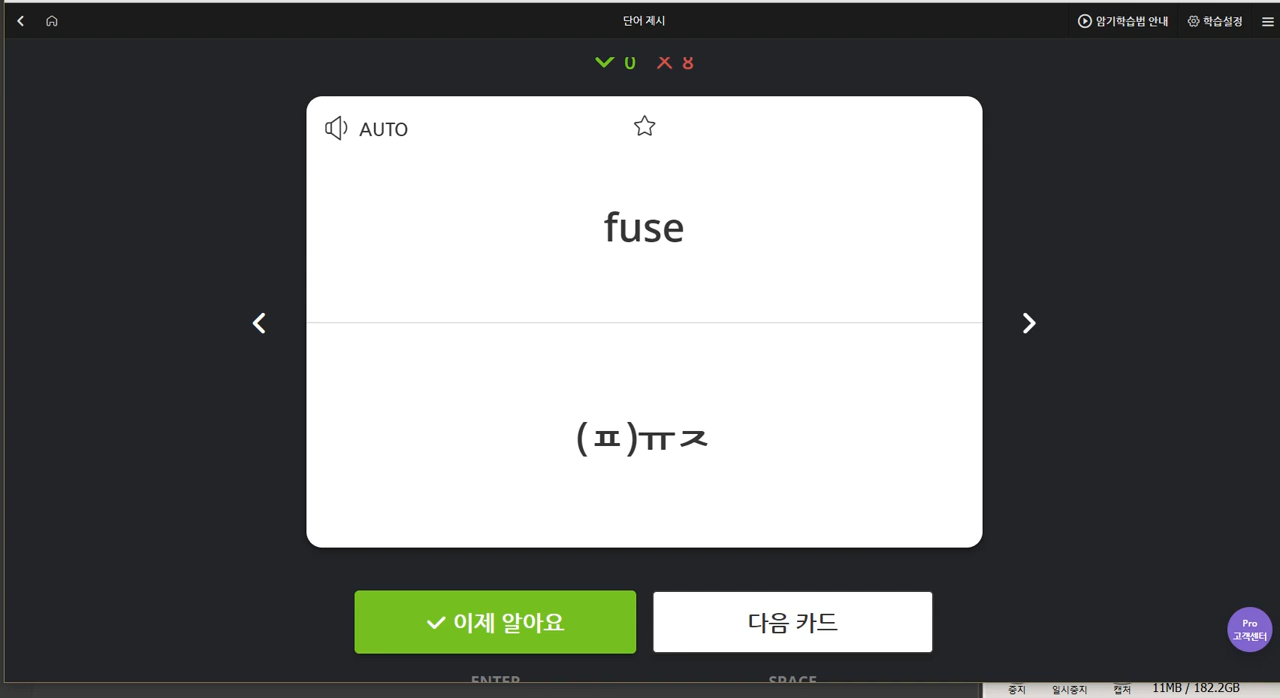 단어 제시
암기학습법 안내
학습설정
0 8
AUTO
fuse
(ㅍ)ㅠㅈ
이제 알아요
다음 카드
ENTER
SPACE
Pro
고객센터
중지 일시중지 캡처 11MB / 182.2GB